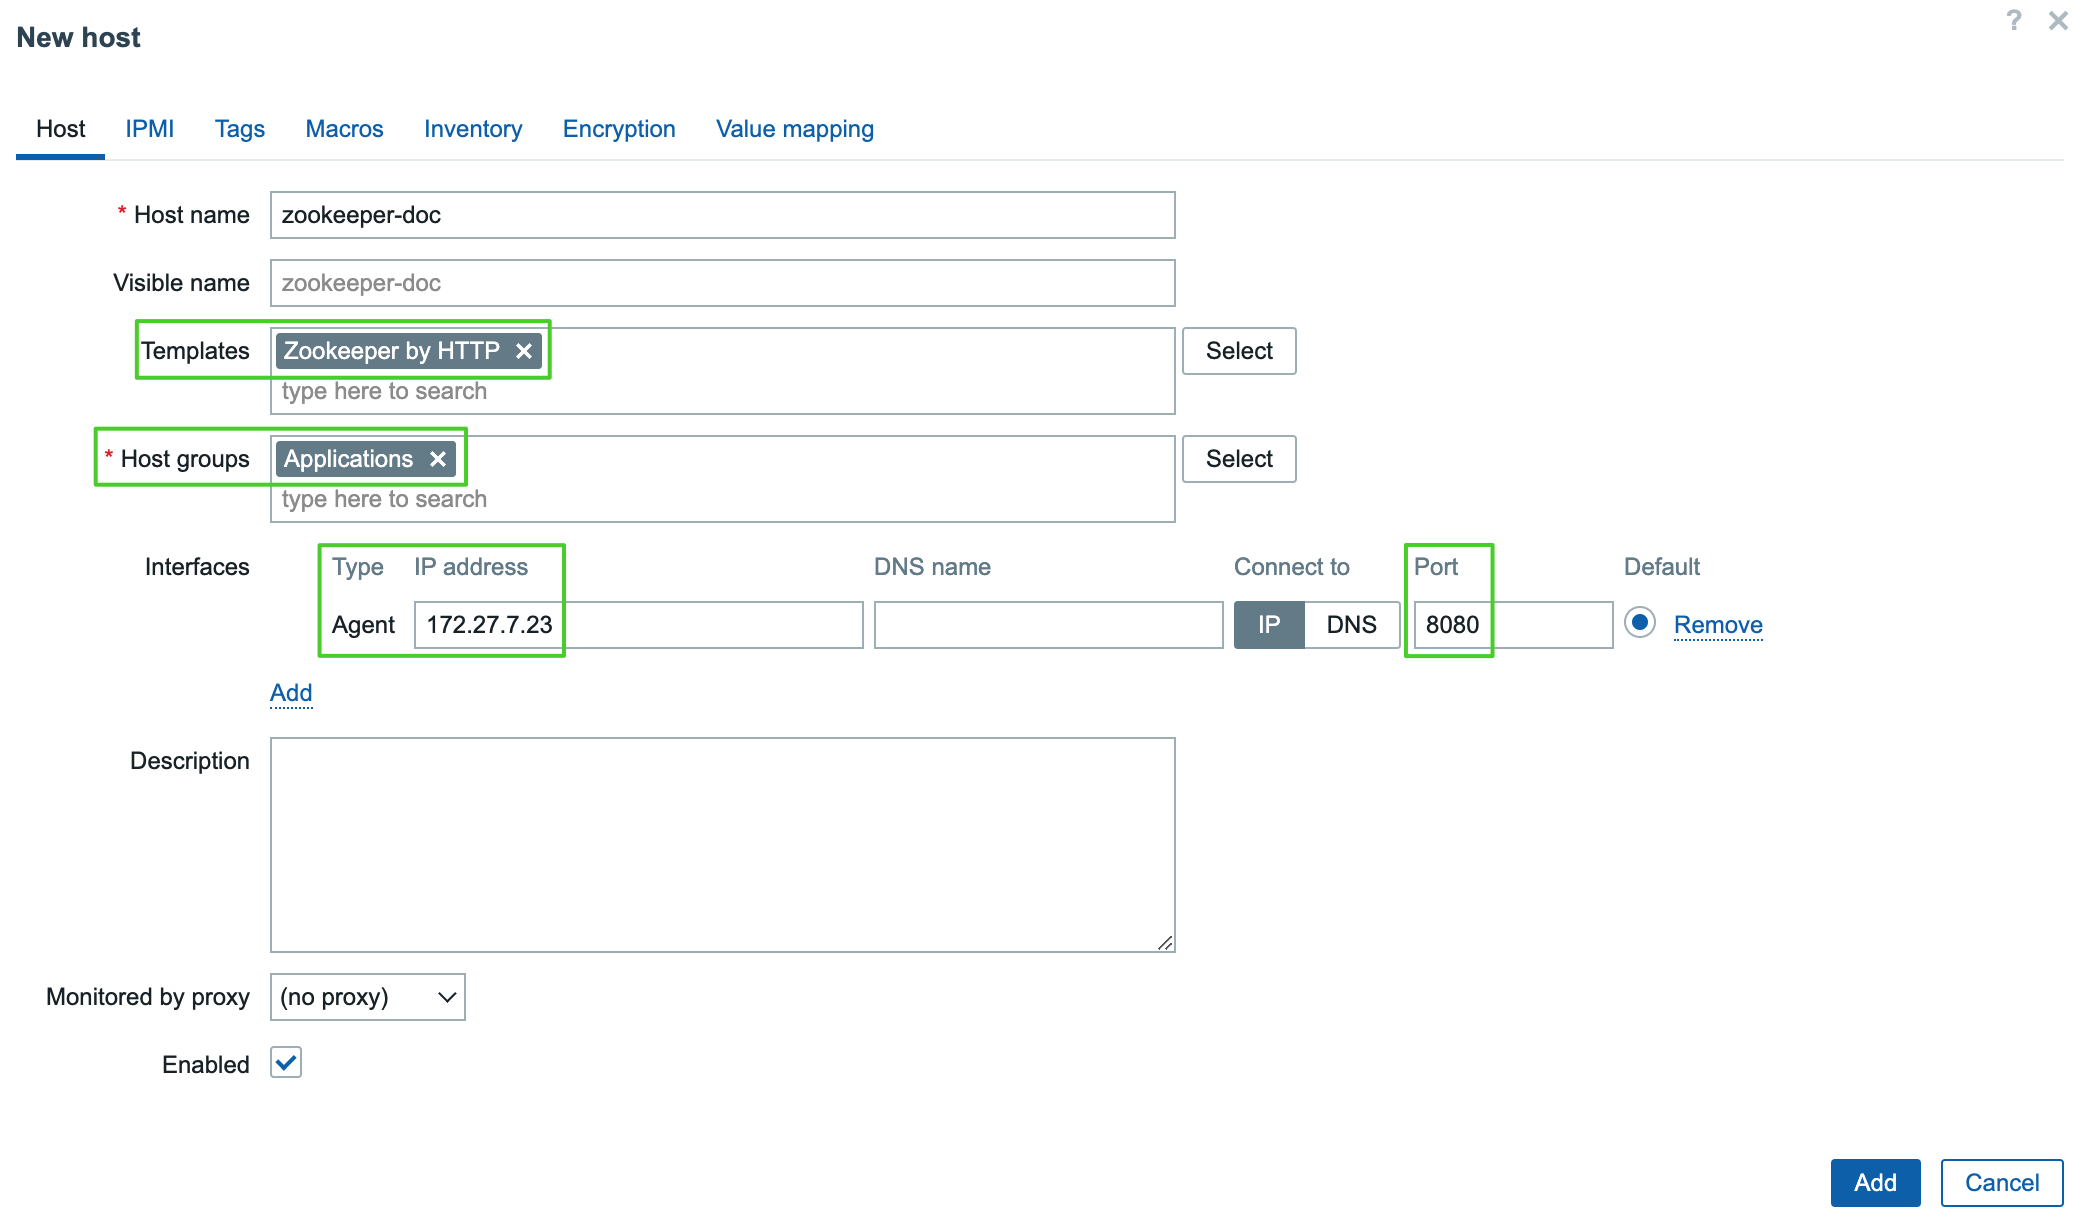 New host
?
Host IPMI Tags Macros Inventory Encryption Value mapping
* Host name zookeeper-doc
Visible name zookeeper-doc
Templates Zookeeper by HTTP Select
type here to search
* Host groups Applications Select
type here to search
Interfaces Type IP address DNS name Connect to Port Default
Agent 172.27.7.23 IP DNS 8080 Remove
Add
Description
Monitored by proxy (no proxy)
Enabled
Add Cancel